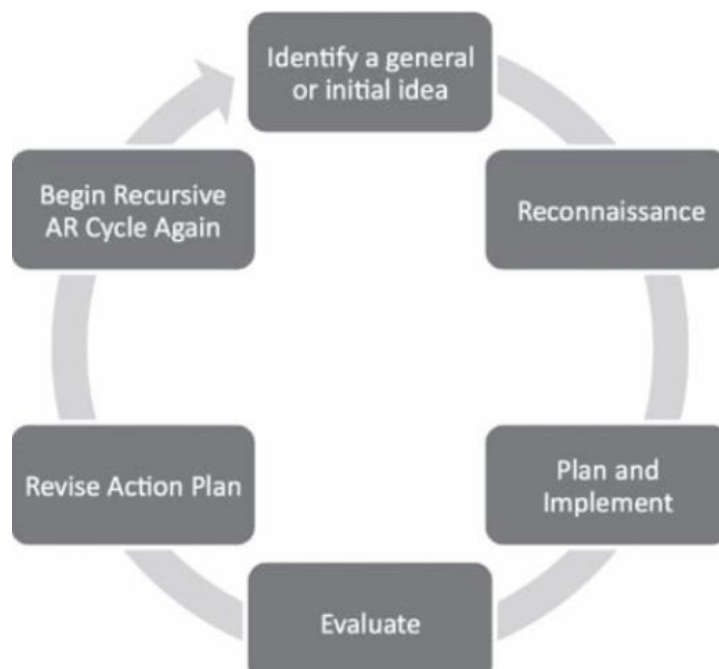 Identify a general
or initial idea
Reconnaissance
Plan and
Implement
Evaluate
Revise Action Plan
Begin Recursive
AR Cycle Again